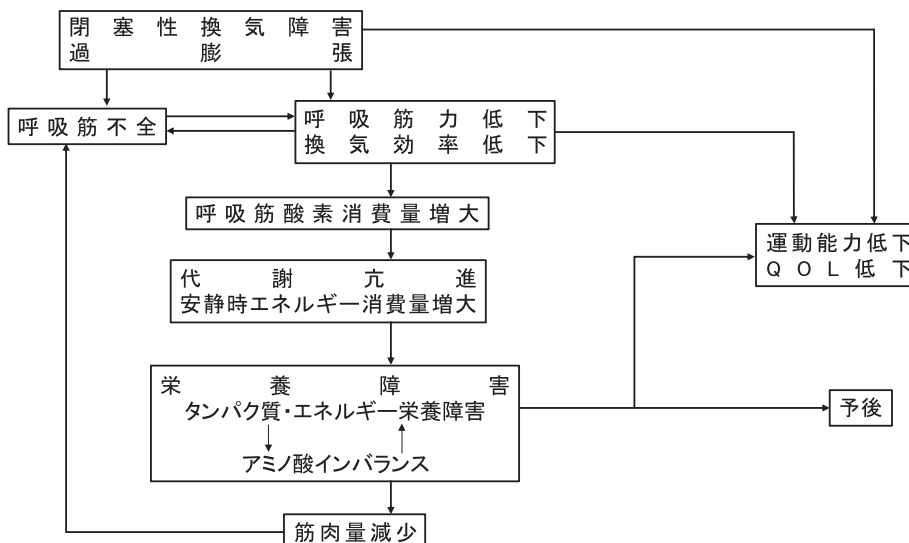 閉塞性換気障害
過膨張
呼吸筋不全
呼吸筋力低下
換気効率低下
呼吸筋酸素消費量増大
運動能力低下
QOL低下
代謝亢進
安静時エネルギー消費量増大
栄養障害
タンパク質・エネルギー栄養障害
アミノ酸インバランス
予後
筋肉量減少